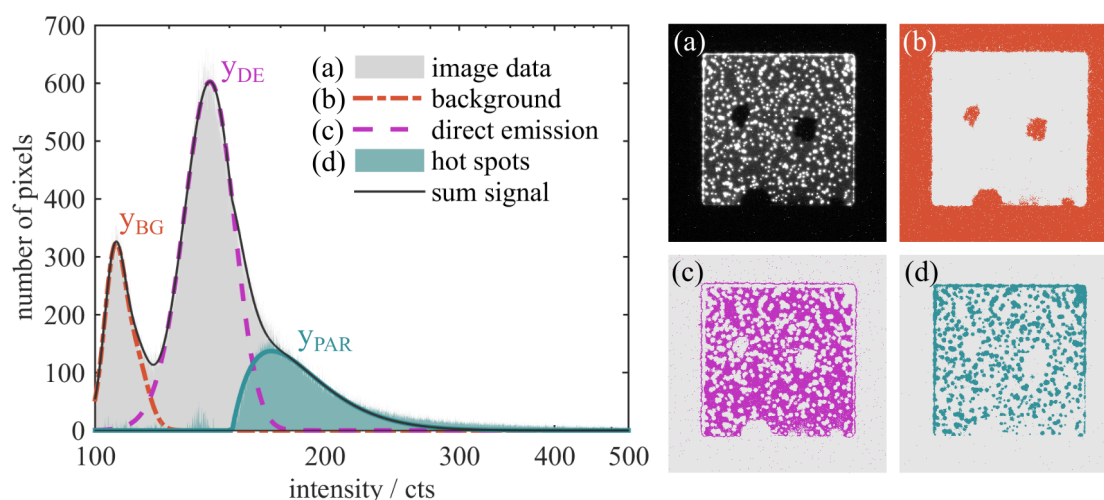 700
600
500
400
300
200
100
0
number of pixels
100
200
300
400
500
intensity / cts
y_BG
y_DE
y_PAR
(a) image data
(b) background
(c) direct emission
(d) hot spots
sum signal
(a)
(b)
(c)
(d)